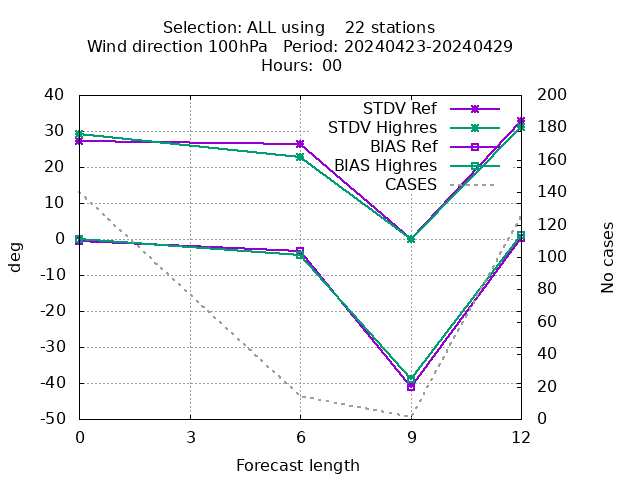 Selection: ALL using    22 stations
Wind direction 100hPa   Period: 20240423-20240429
Hours: 00
40
30
20
10
0
-10
-20
-30
-40
-50
deg
STDV Ref
STDV Highres
BIAS Ref
BIAS Highres
CASES
200
180
160
140
120
100
80
60
40
20
0
No cases
0 3 6 9 12
Forecast length